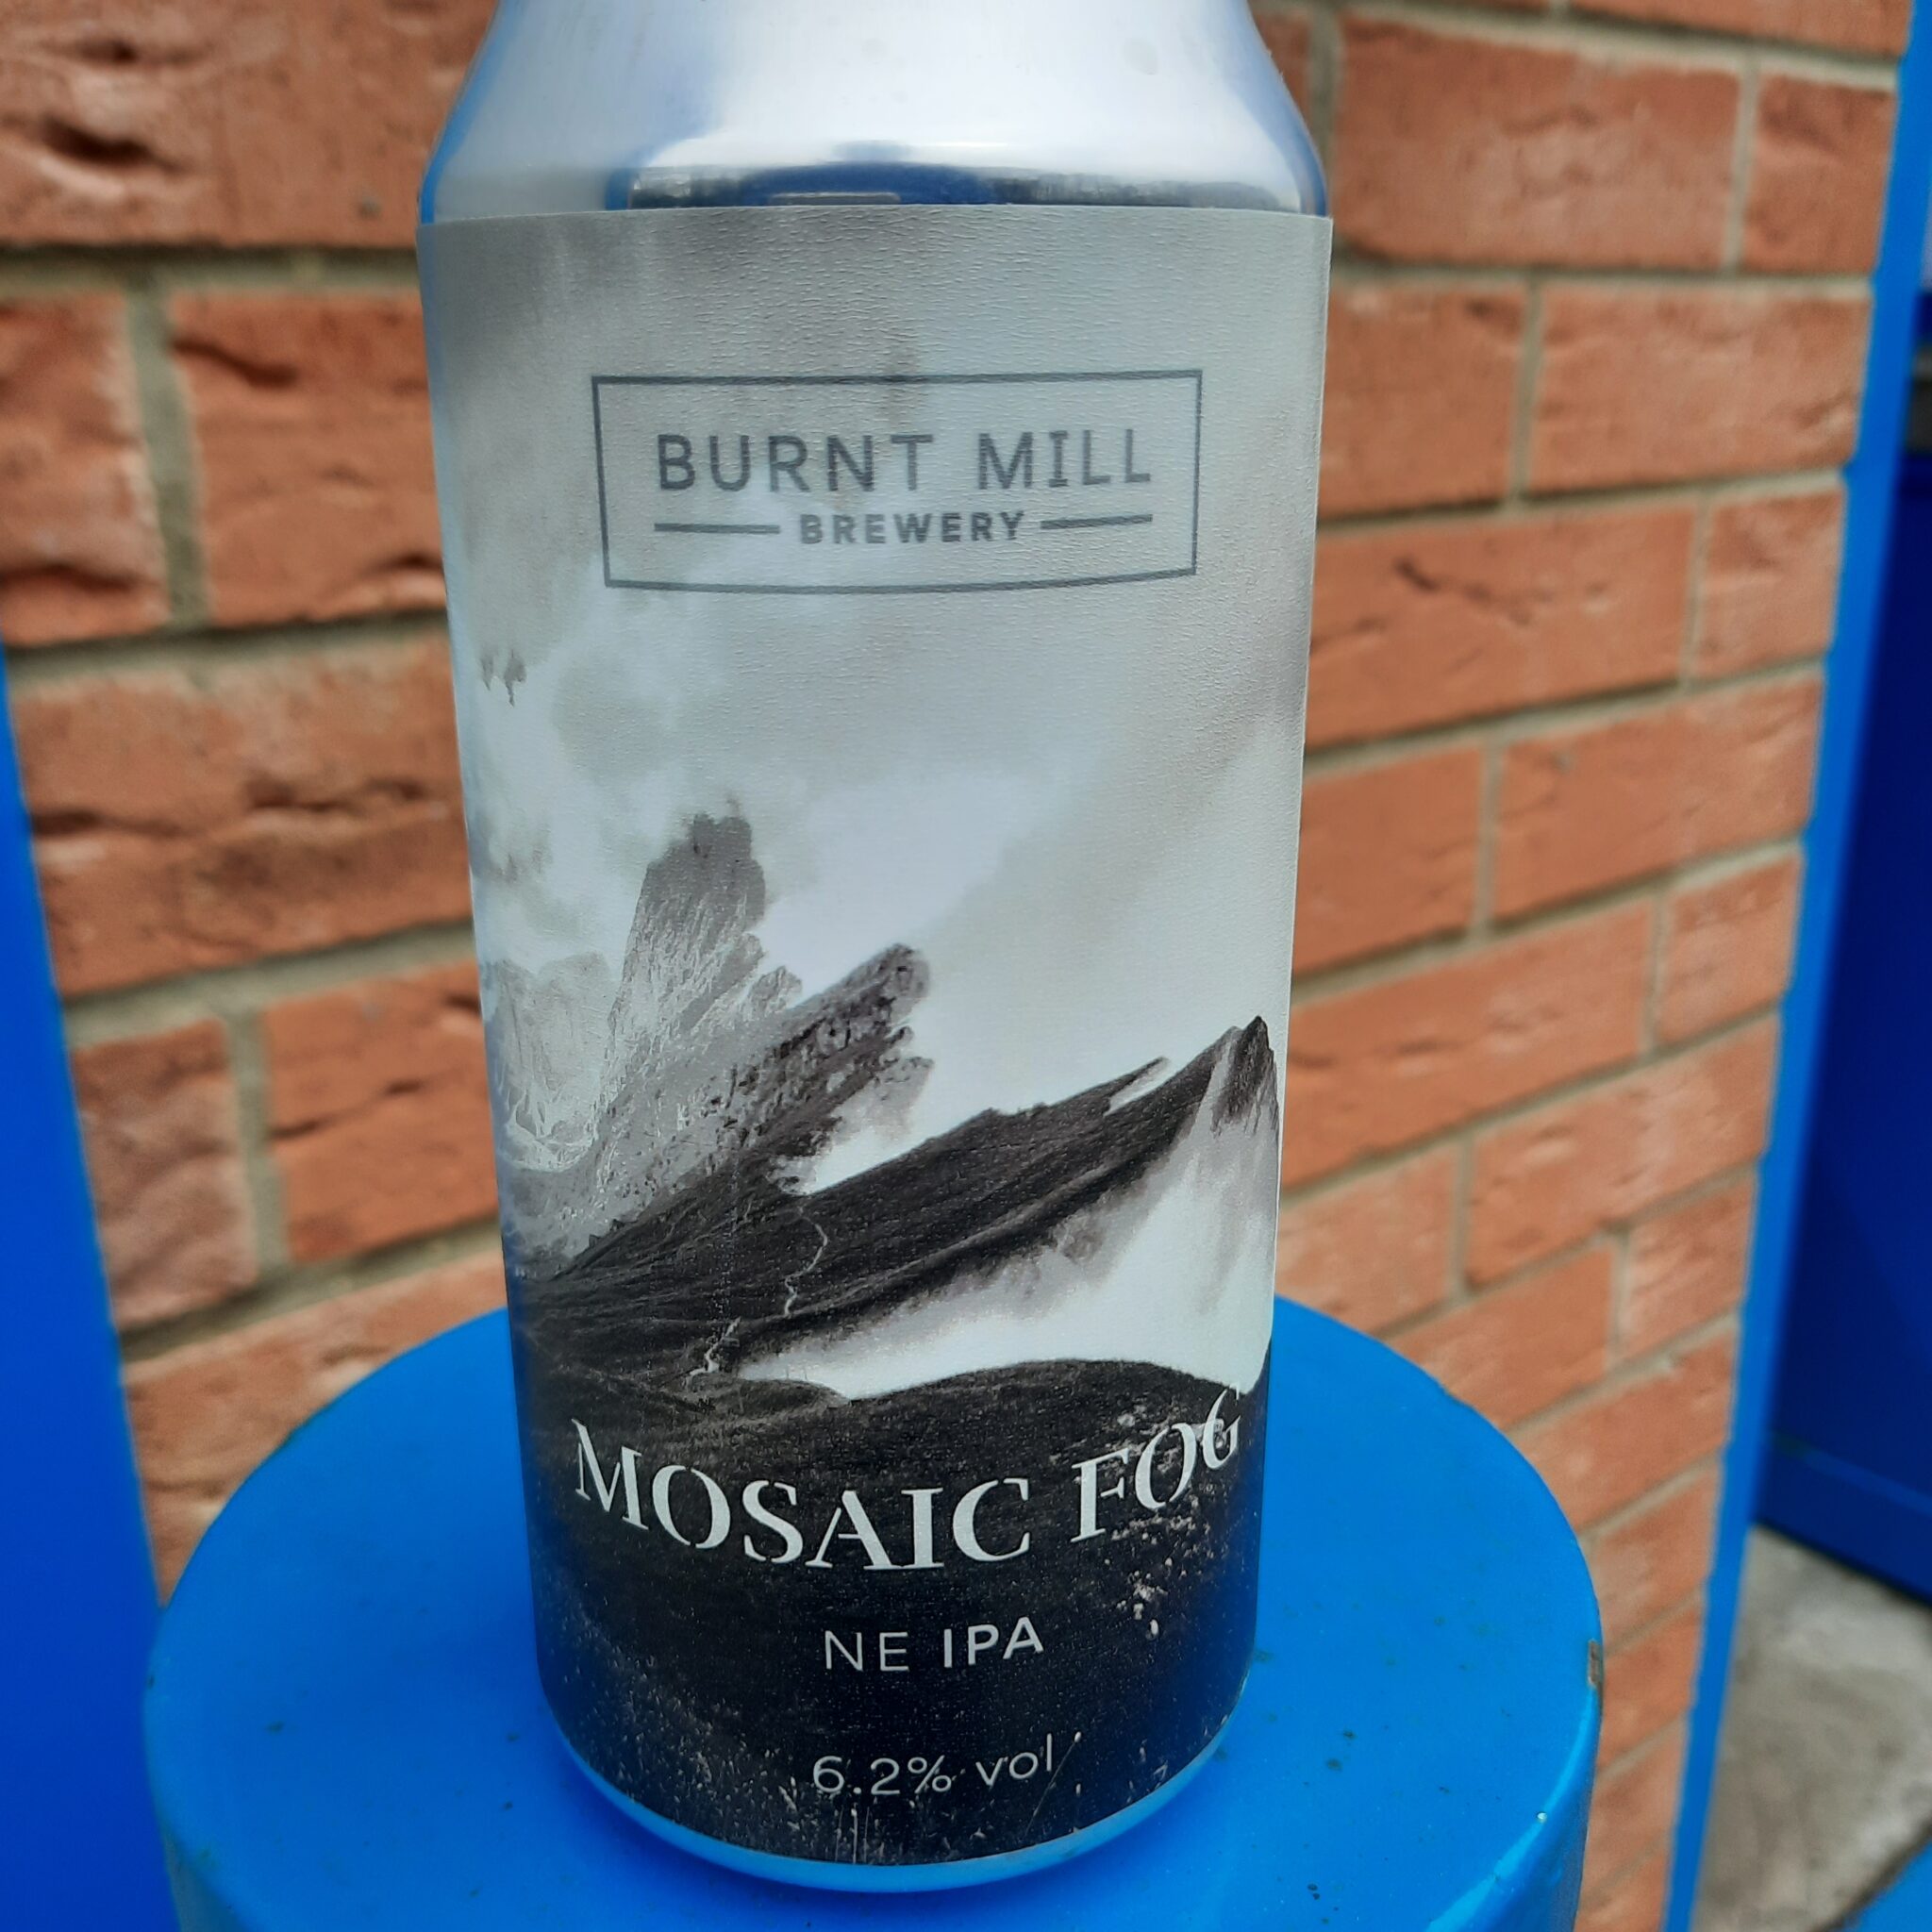 BURNT MILL
BREWERY
MOSAIC FOG
NE IPA
6.2% vol